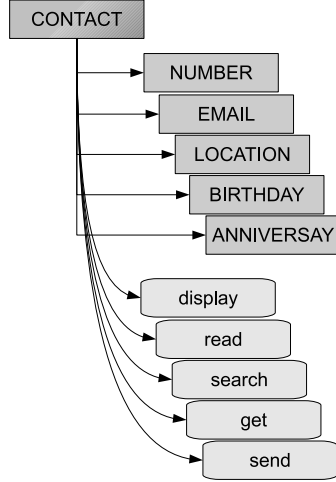 CONTACT
NUMBER
EMAIL
LOCATION
BIRTHDAY
ANNIVERSAY
display
read
search
get
send